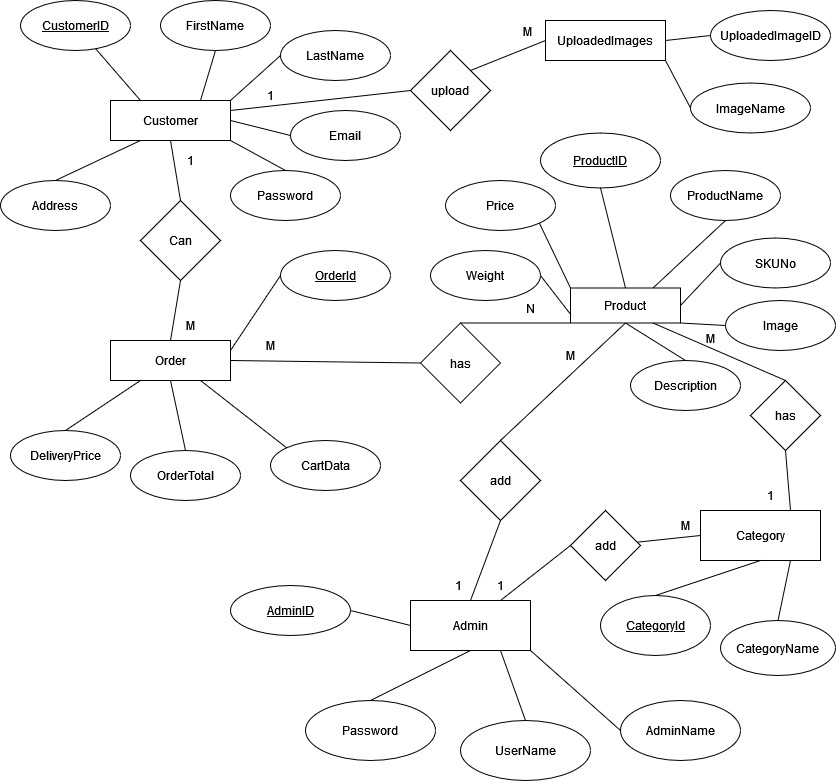 CustomerID
FirstName
LastName
M
UploadedImages
UploadedImageID
upload
1
ImageName
Customer
Email
1
ProductID
Address
Password
Price
ProductName
Can
OrderId
Weight
SKUNo
N
Product
Image
M
M
M
M
Order
has
Description
has
DeliveryPrice
OrderTotal
CartData
add
1
M
Category
add
1
1
AdminID
Admin
CategoryId
CategoryName
Password
UserName
AdminName